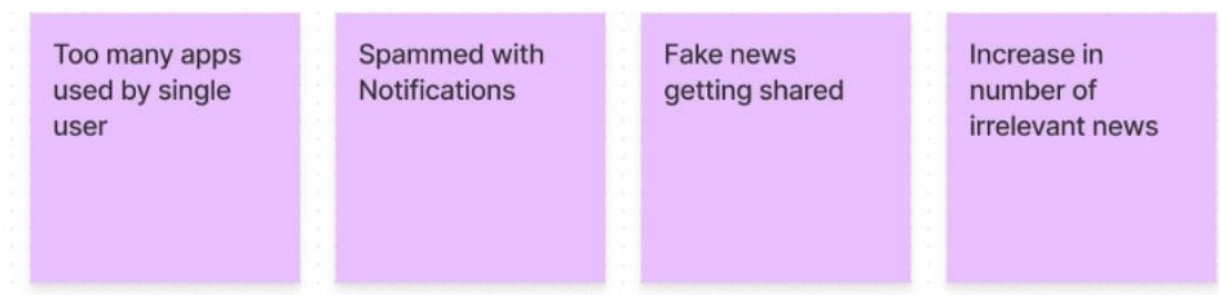 Too many apps
used by single
user
Spammed with
Notifications
Fake news
getting shared
Increase in
number of
irrelevant news